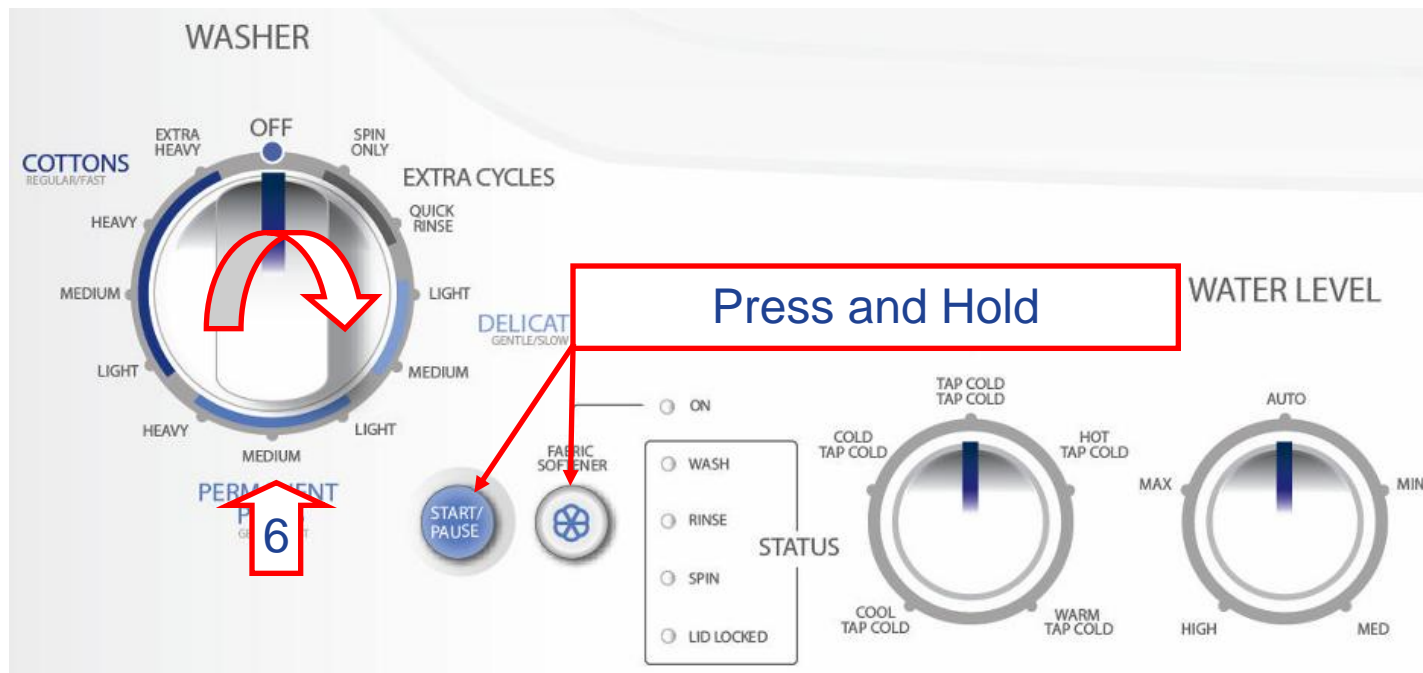 WASHER
OFF
EXTRA
HEAVY
SPIN
ONLY
COTTONS
REGULAR/FAST
EXTRA CYCLES
HEAVY
QUICK
RINSE
MEDIUM
LIGHT
DELICAT
GENTLE/SLOW
LIGHT
MEDIUM
HEAVY
LIGHT
MEDIUM
6
Press and Hold
START/
PAUSE
FABRIC
SOFTENER
ON
WASH
RINSE
SPIN
LID LOCKED
STATUS
TAP COLD
TAP COLD
COLD
TAP COLD
HOT
TAP COLD
COOL
TAP COLD
WARM
TAP COLD
WATER LEVEL
AUTO
MAX
MIN
HIGH
MED